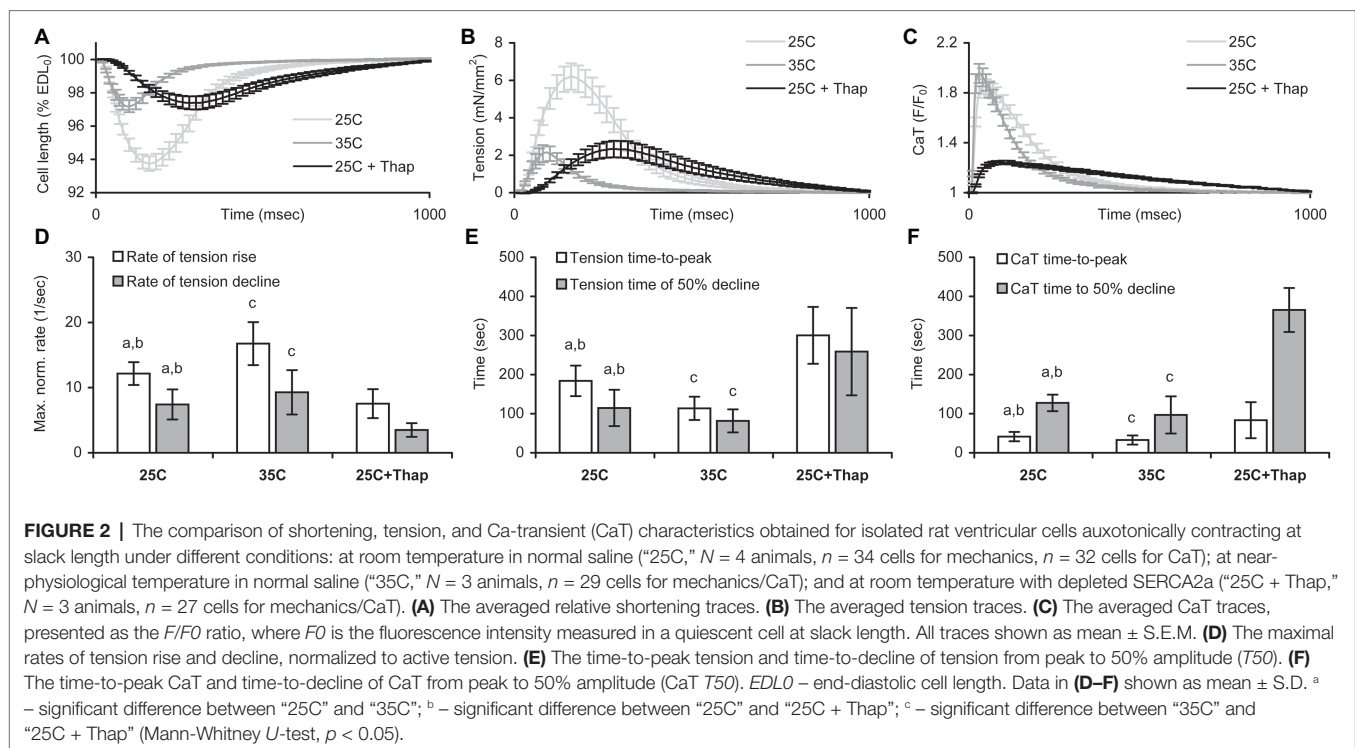 A
100
98
96
94
92
Cell length (% EDL0)
25C
35C
25C + Thap
0
1000
Time (msec)
B
8
6
4
2
0
Tension (mN/mm²)
25C
35C
25C + Thap
0
1000
Time (msec)
C
2.2
1.8
1.4
1
CaT (F/F0)
25C
35C
25C + Thap
0
1000
Time (msec)
D
30
20
10
0
Max. norm. rate (1/sec)
Rate of tension rise
Rate of tension decline
a,b
a,b
c
c
25C
35C
25C+Thap
E
500
400
300
200
100
0
Time (sec)
Tension time-to-peak
Tension time of 50% decline
a,b
a,b
c
c
25C
35C
25C+Thap
F
500
400
300
200
100
0
Time (sec)
CaT time-to-peak
CaT time to 50% decline
a,b
a,b
c
c
25C
35C
25C+Thap
FIGURE 2 | The comparison of shortening, tension, and Ca-transient (CaT) characteristics obtained for isolated rat ventricular cells auxotonically contracting at
slack length under different conditions: at room temperature in normal saline (“25C,” N = 4 animals, n = 34 cells for mechanics, n = 32 cells for CaT); at near-
physiological temperature in normal saline (“35C,” N = 3 animals, n = 29 cells for mechanics/CaT); and at room temperature with depleted SERCA2a (“25C + Thap,”
N = 3 animals, n = 27 cells for mechanics/CaT). (A) The averaged relative shortening traces. (B) The averaged tension traces. (C) The averaged CaT traces,
presented as the F/F0 ratio, where F0 is the fluorescence intensity measured in a quiescent cell at slack length. All traces shown as mean ± S.E.M. (D) The maximal
rates of tension rise and decline, normalized to active tension. (E) The time-to-peak tension and time-to-decline of tension from peak to 50% amplitude (T50). (F)
The time-to-peak CaT and time-to-decline of CaT from peak to 50% amplitude (CaT T50). EDL0 – end-diastolic cell length. Data in (D–F) shown as mean ± S.D. a
– significant difference between “25C” and “35C”; b – significant difference between “25C” and “25C + Thap”; c – significant difference between “35C” and
“25C + Thap” (Mann-Whitney U-test, p < 0.05).